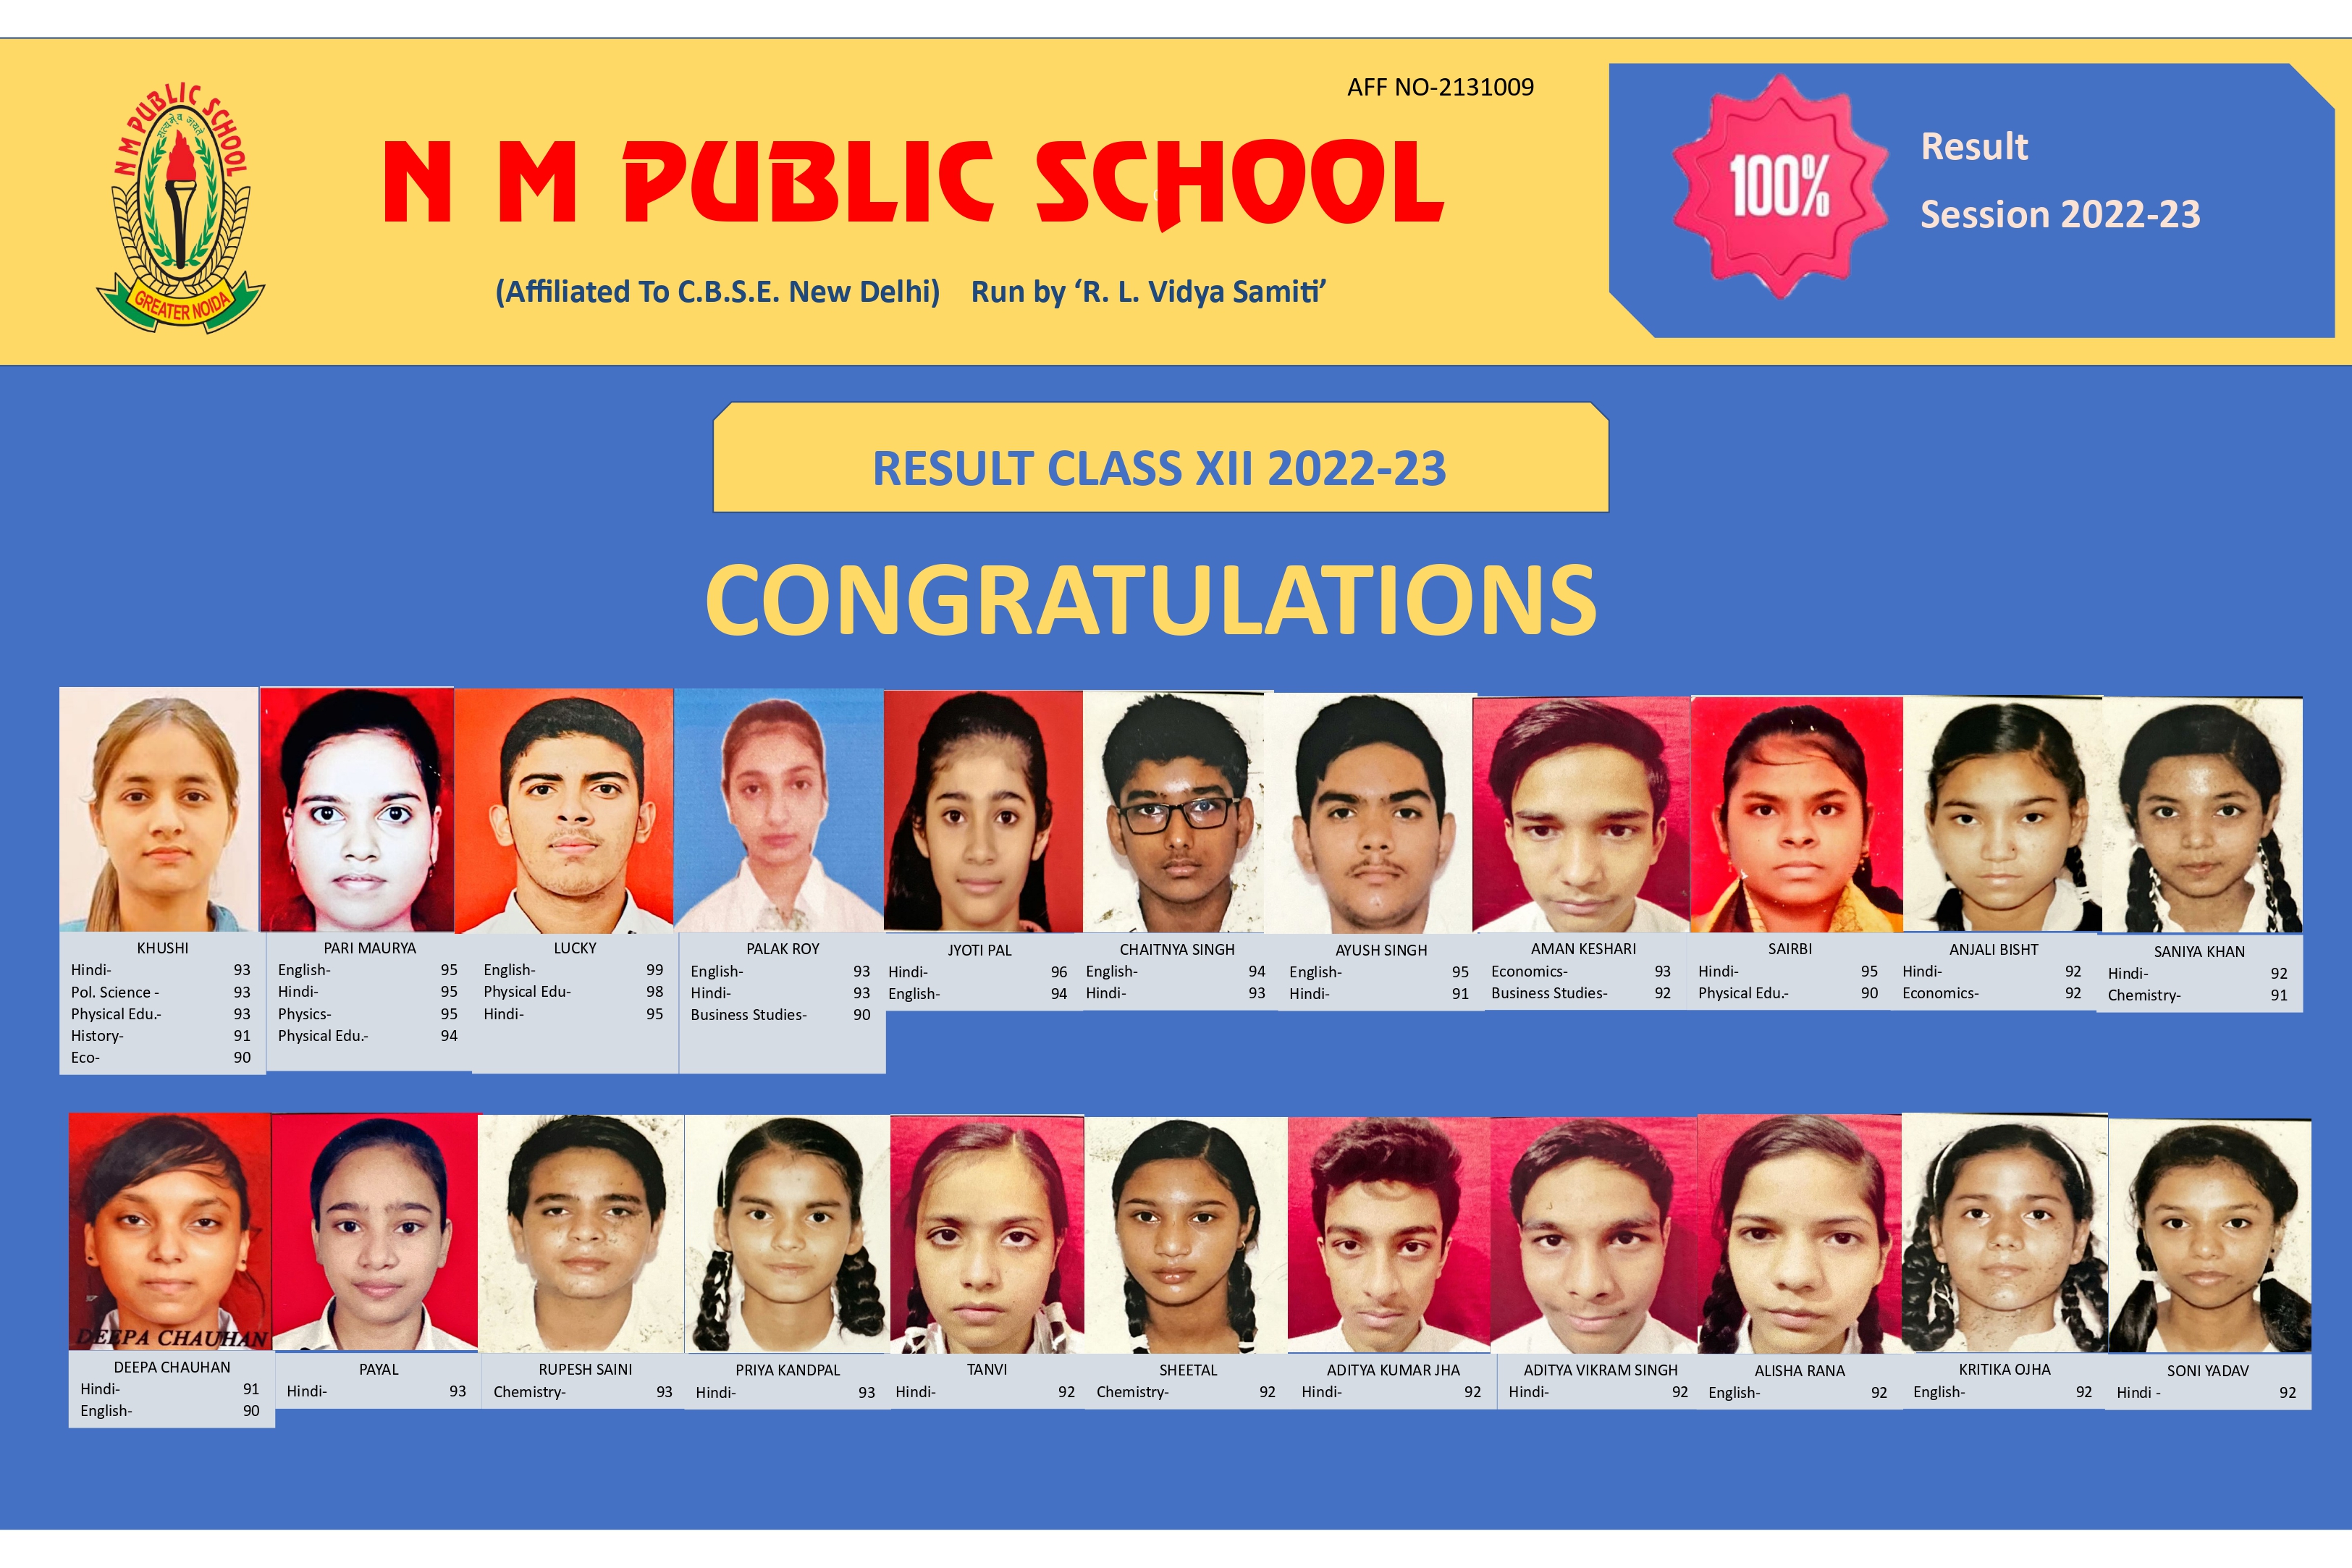 AFF NO-2131009
N M PUBLIC SCHOOL
सत्यमेव जयते
GREATER NOIDA
N M PUBLIC SCHOOL
(Affiliated To C.B.S.E. New Delhi) Run by ‘R. L. Vidya Samiti’
100%
Result
Session 2022-23
RESULT CLASS XII 2022-23
CONGRATULATIONS
KHUSHI
Hindi- 93
Pol. Science - 93
Physical Edu.- 93
History- 91
Eco- 90
PARI MAURYA
English- 95
Hindi- 95
Physics- 95
Physical Edu.- 94
LUCKY
English- 99
Physical Edu- 98
Hindi- 95
PALAK ROY
English- 93
Hindi- 93
Business Studies- 90
JYOTI PAL
Hindi- 96
English- 94
CHAITNYA SINGH
English- 94
Hindi- 93
AYUSH SINGH
English- 95
Hindi- 91
AMAN KESHARI
Economics- 93
Business Studies- 92
SAIRBI
Hindi- 95
Physical Edu.- 90
ANJALI BISHT
Hindi- 92
Economics- 92
SANIYA KHAN
Hindi- 92
Chemistry- 91
DEEPA CHAUHAN
DEEPA CHAUHAN
Hindi- 91
English- 90
PAYAL
Hindi- 93
RUPESH SAINI
Chemistry- 93
PRIYA KANDPAL
Hindi- 93
TANVI
Hindi- 92
SHEETAL
Chemistry- 92
ADITYA KUMAR JHA
Hindi- 92
ADITYA VIKRAM SINGH
Hindi- 92
ALISHA RANA
English- 92
KRITIKA OJHA
English- 92
SONI YADAV
Hindi - 92